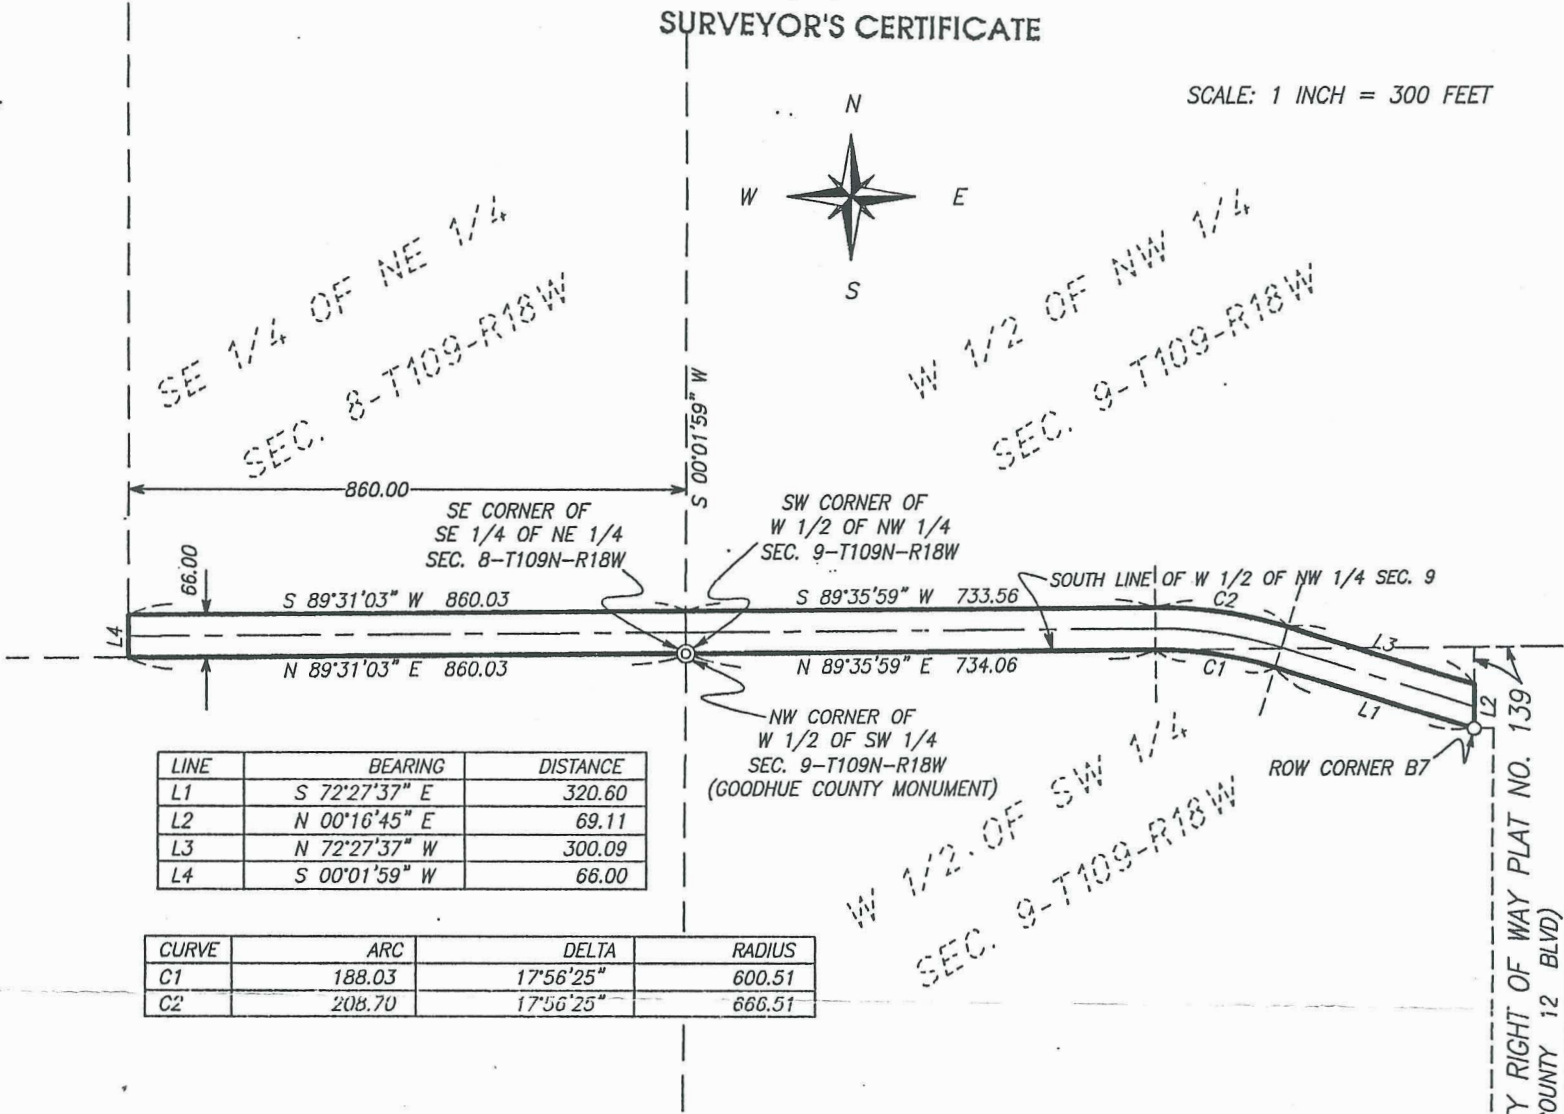 SURVEYOR'S CERTIFICATE
SCALE: 1 INCH = 300 FEET
N
W
E
S
SE 1/4 OF NE 1/4
SEC. 8-T109-R18W
W 1/2 OF NW 1/4
SEC. 9-T109-R18W
S 00°01'59" W
860.00
SE CORNER OF
SE 1/4 OF NE 1/4
SEC. 8-T109N-R18W
SW CORNER OF
W 1/2 OF NW 1/4
SEC. 9-T109N-R18W
66.00
SOUTH LINE OF W 1/2 OF NW 1/4 SEC. 9
S 89°31'03" W 860.03
S 89°35'59" W 733.56
C2
L4
L3
N 89°31'03" E 860.03
N 89°35'59" E 734.06
C1
L1
L2
NW CORNER OF
W 1/2 OF SW 1/4
SEC. 9-T109N-R18W
(GOODHUE COUNTY MONUMENT)
ROW CORNER B7
W 1/2 OF SW 1/4
SEC. 9-T109-R18W
LINE BEARING DISTANCE
L1 S 72°27'37" E 320.60
L2 N 00°16'45" E 69.11
L3 N 72°27'37" W 300.09
L4 S 00°01'59" W 66.00
CURVE ARC DELTA RADIUS
C1 188.03 17°56'25" 600.51
C2 208.70 17°56'25" 666.51
Y RIGHT OF WAY PLAT NO. 139
OUNTY 12 BLVD)